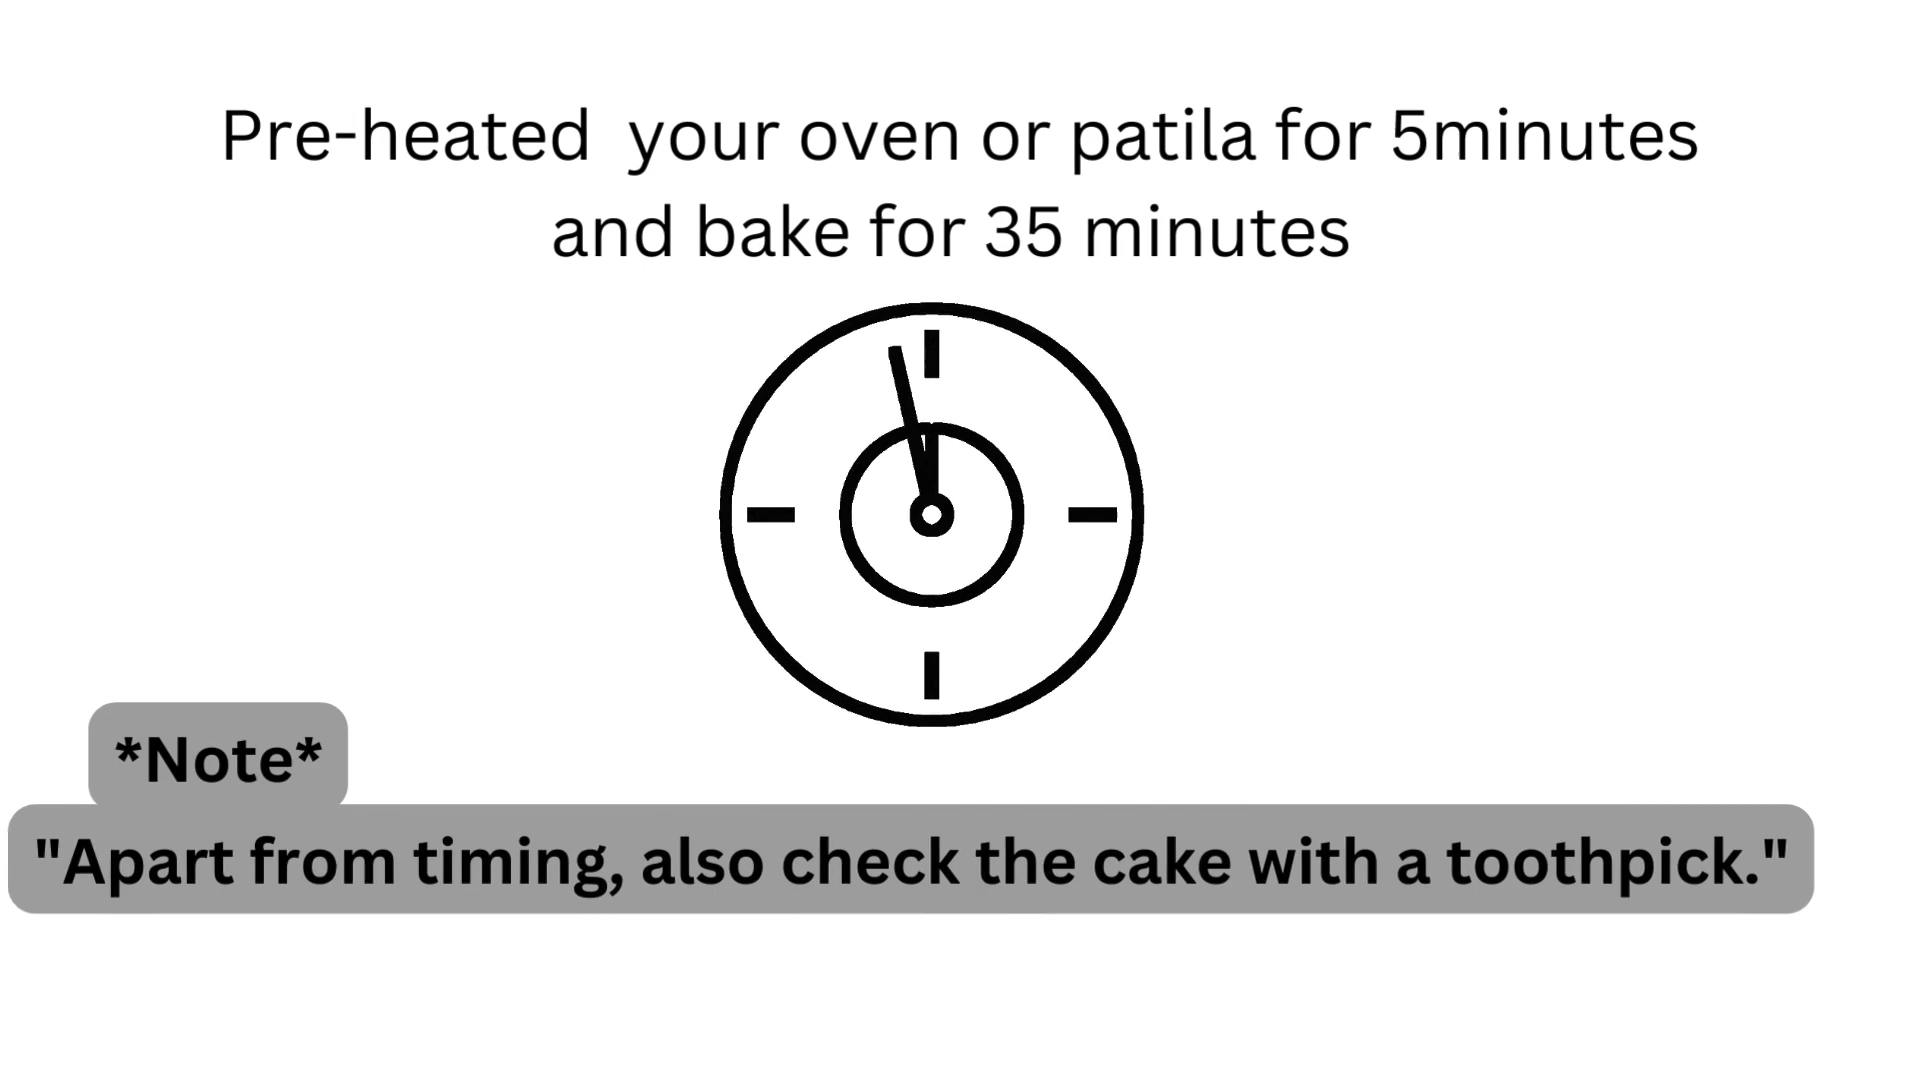 Pre-heated  your oven or patila for 5minutes
and bake for 35 minutes
*Note*
"Apart from timing, also check the cake with a toothpick."